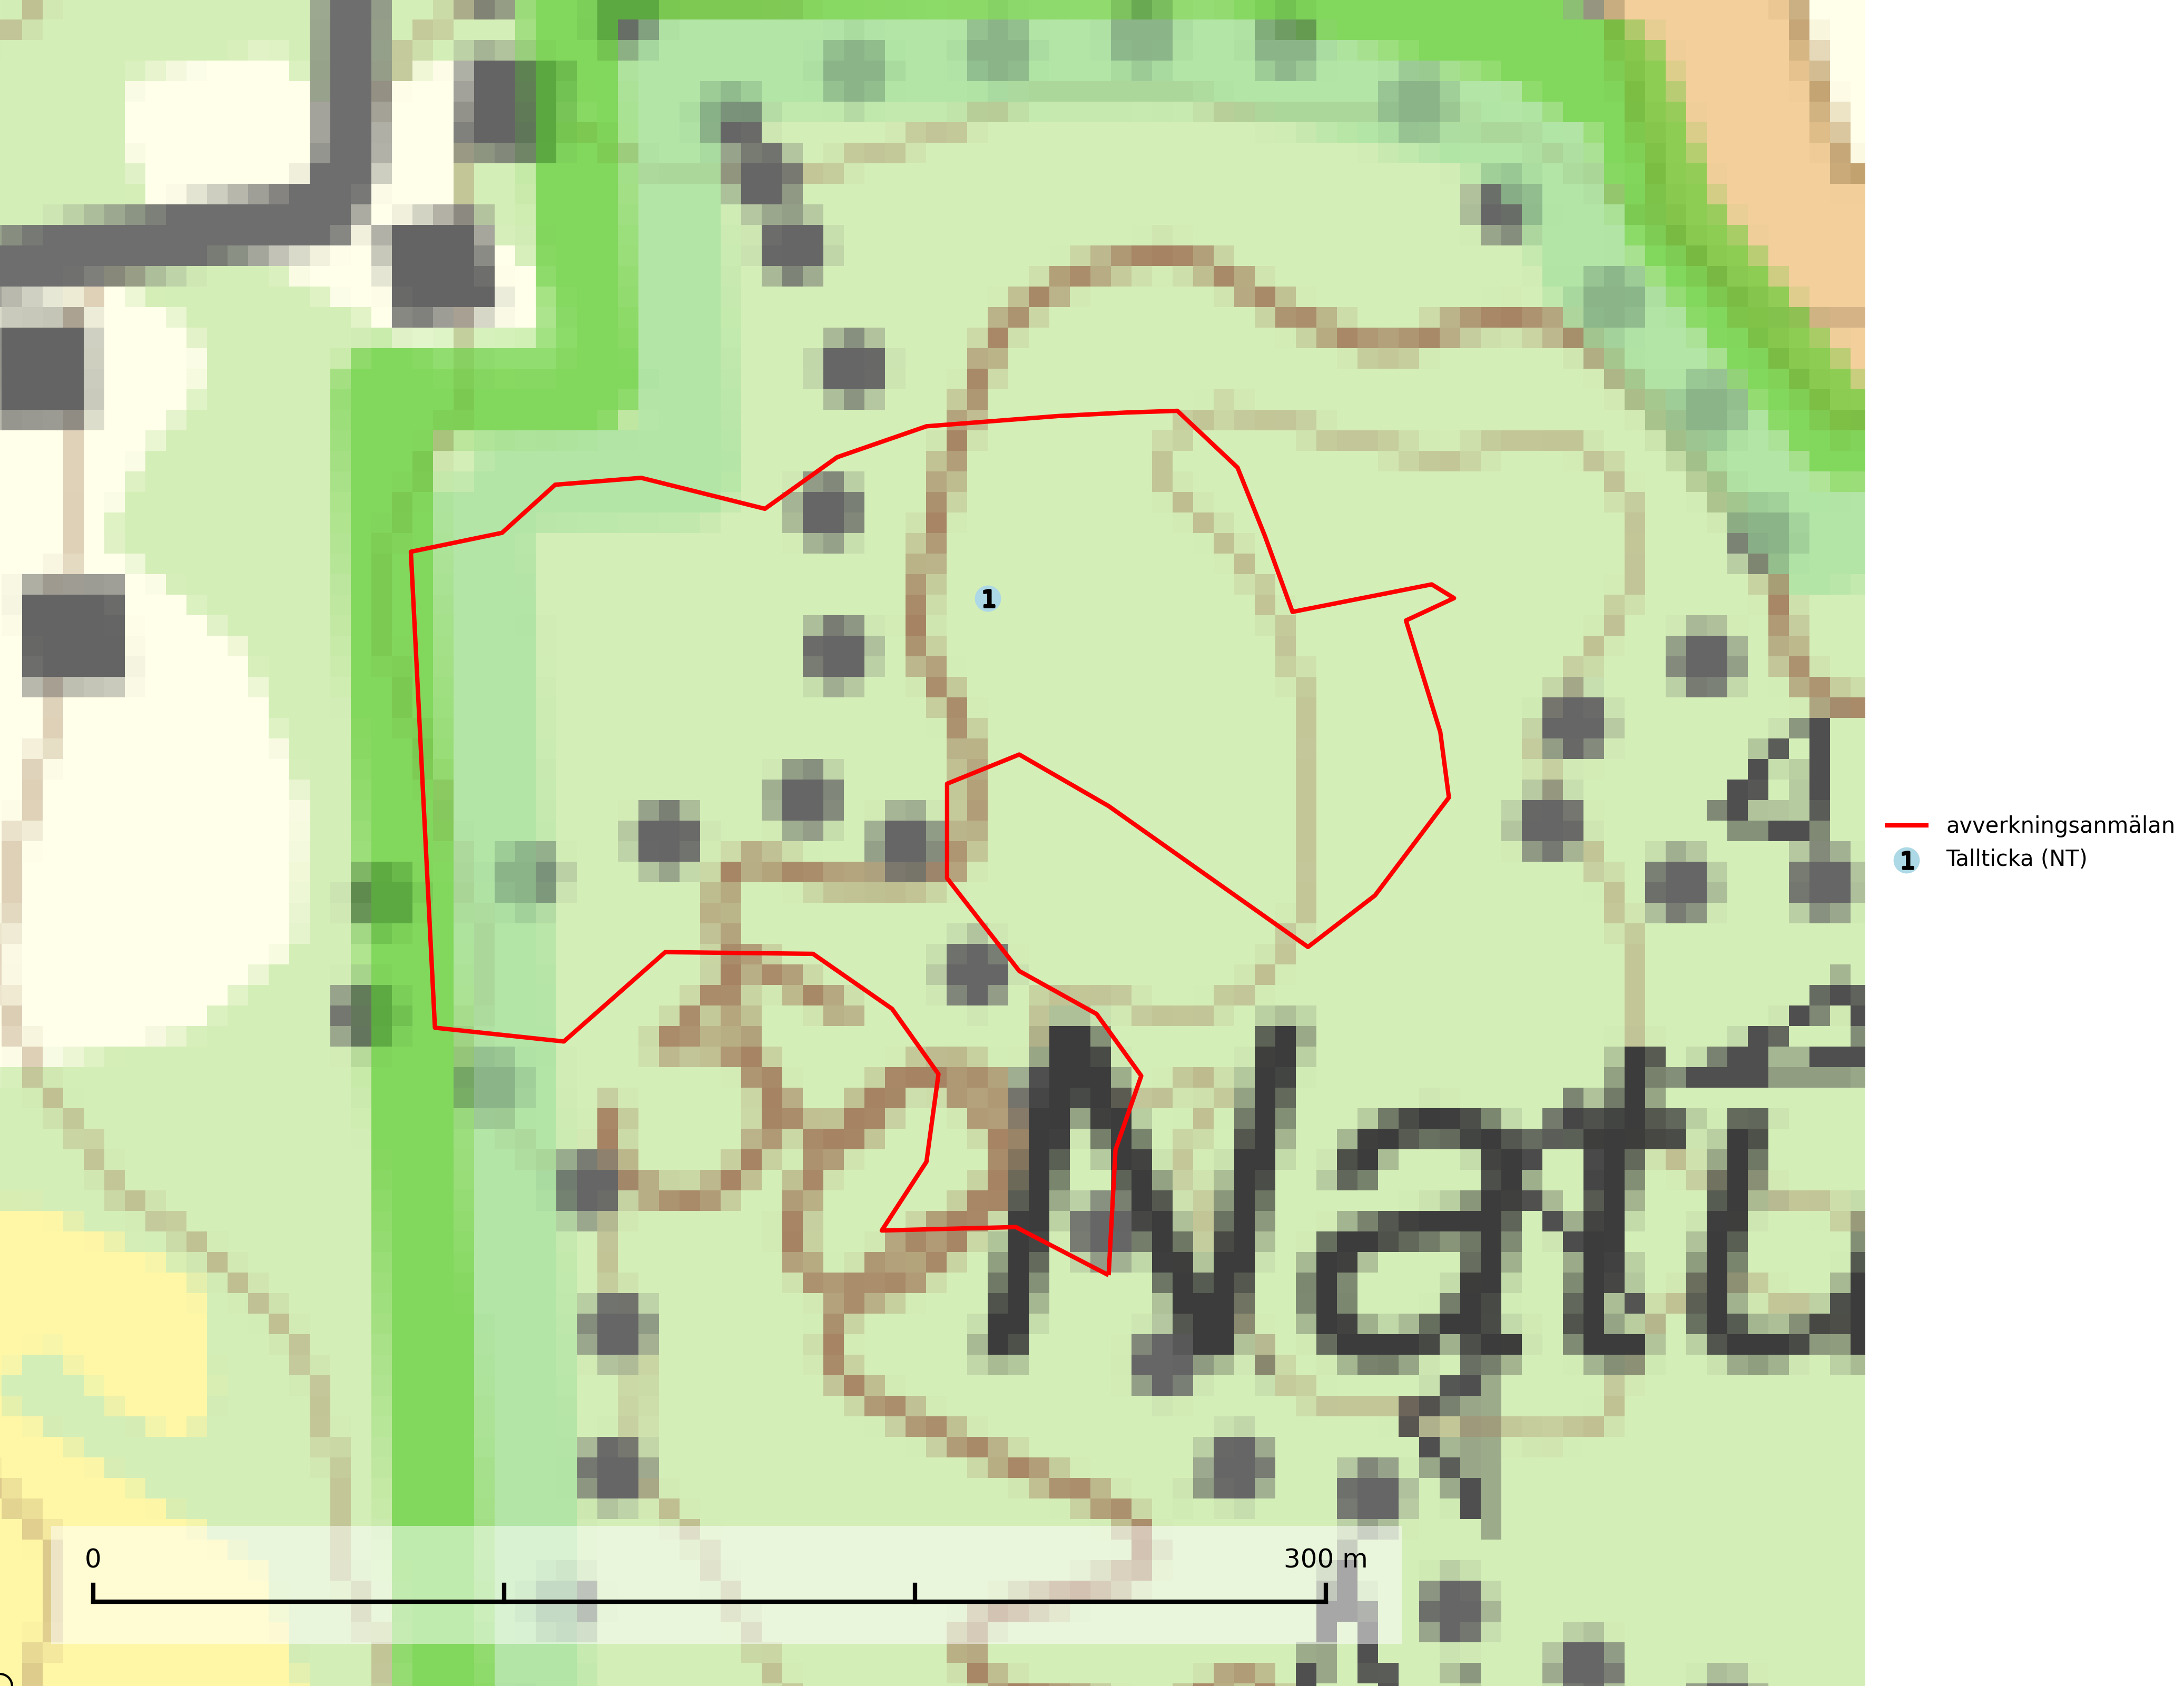 1
Natu
0 300 m
avverkningsanmälan
1 Tallticka (NT)